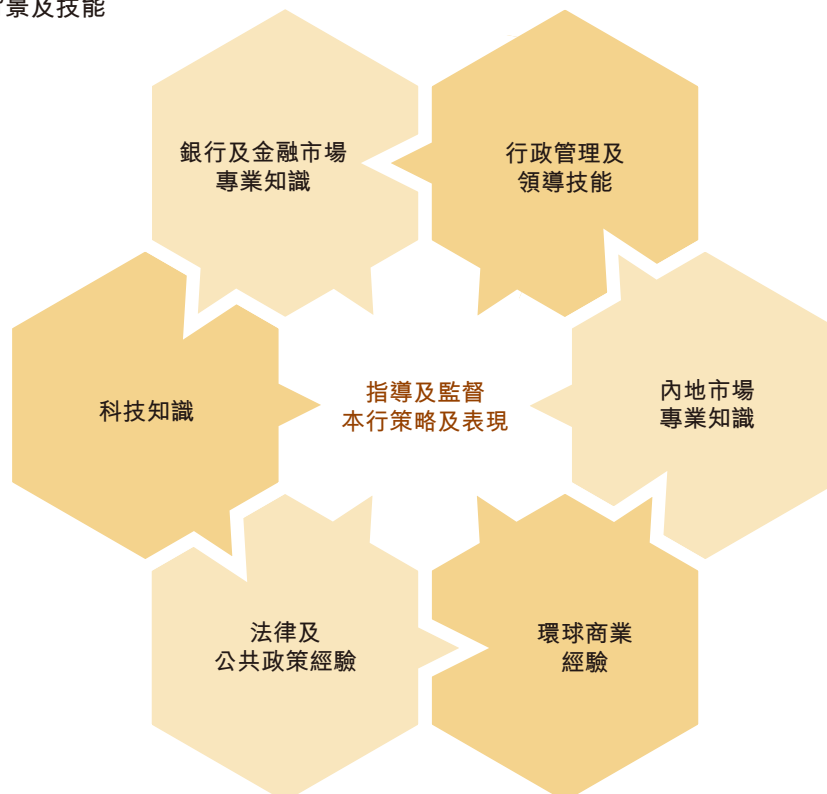 景及技能
銀行及金融市場
專業知識
行政管理及
領導技能
科技知識
指導及監督
本行策略及表現
內地市場
專業知識
法律及
公共政策經驗
環球商業
經驗